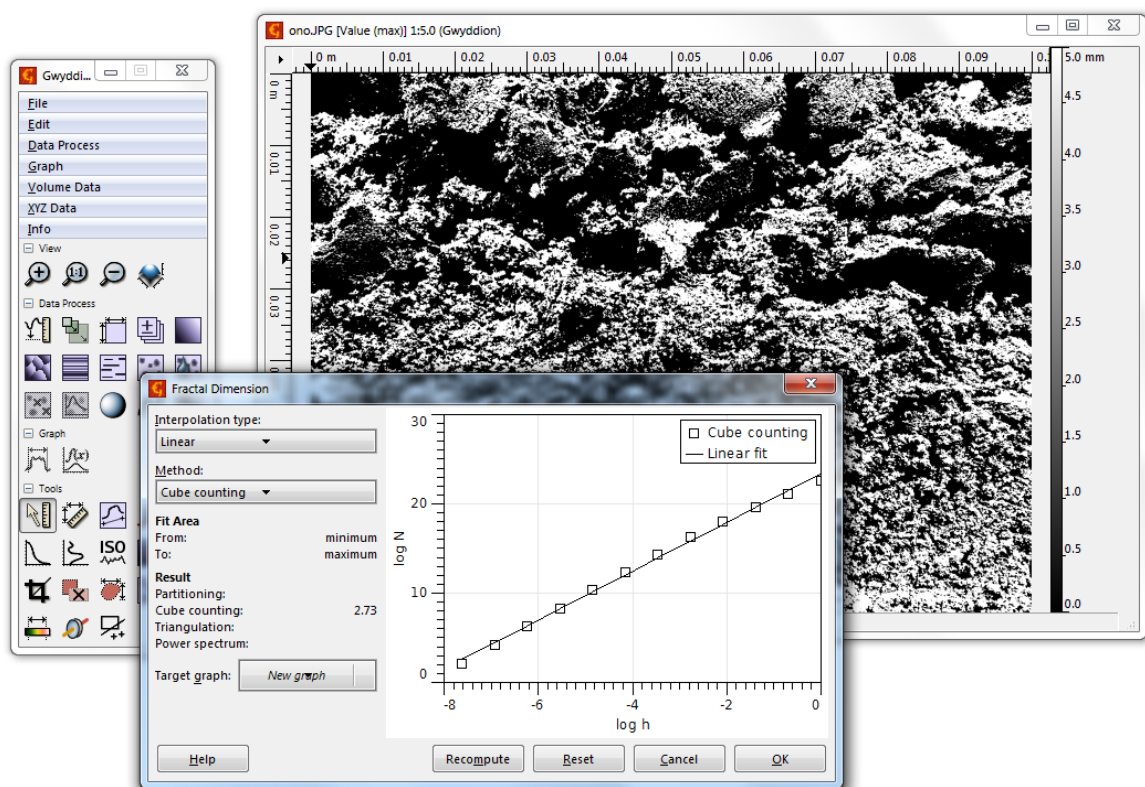 onoJPG [Value (max)] 1:5.0 (Gwyddion)
0 m 0.01 0.02 0.03 0.04 0.05 0.06 0.07 0.08 0.09
5.0 mm
4.5
4.0
3.5
3.0
2.5
2.0
1.5
1.0
0.5
0.0
0 m
0.01
0.02
0.03
Gwyddi...
File
Edit
Data Process
Graph
Volume Data
XYZ Data
Info
View
1:1
Data Process
Graph
f(x)
Tools
ISO
Fractal Dimension
Interpolation type:
Linear
Method:
Cube counting
Fit Area
From: minimum
To: maximum
Result
Partitioning:
Cube counting: 2.73
Triangulation:
Power spectrum:
Target graph: New graph
30
20
10
0
log N
Cube counting
Linear fit
-8 -6 -4 -2 0
log h
Help Recompute Reset Cancel OK